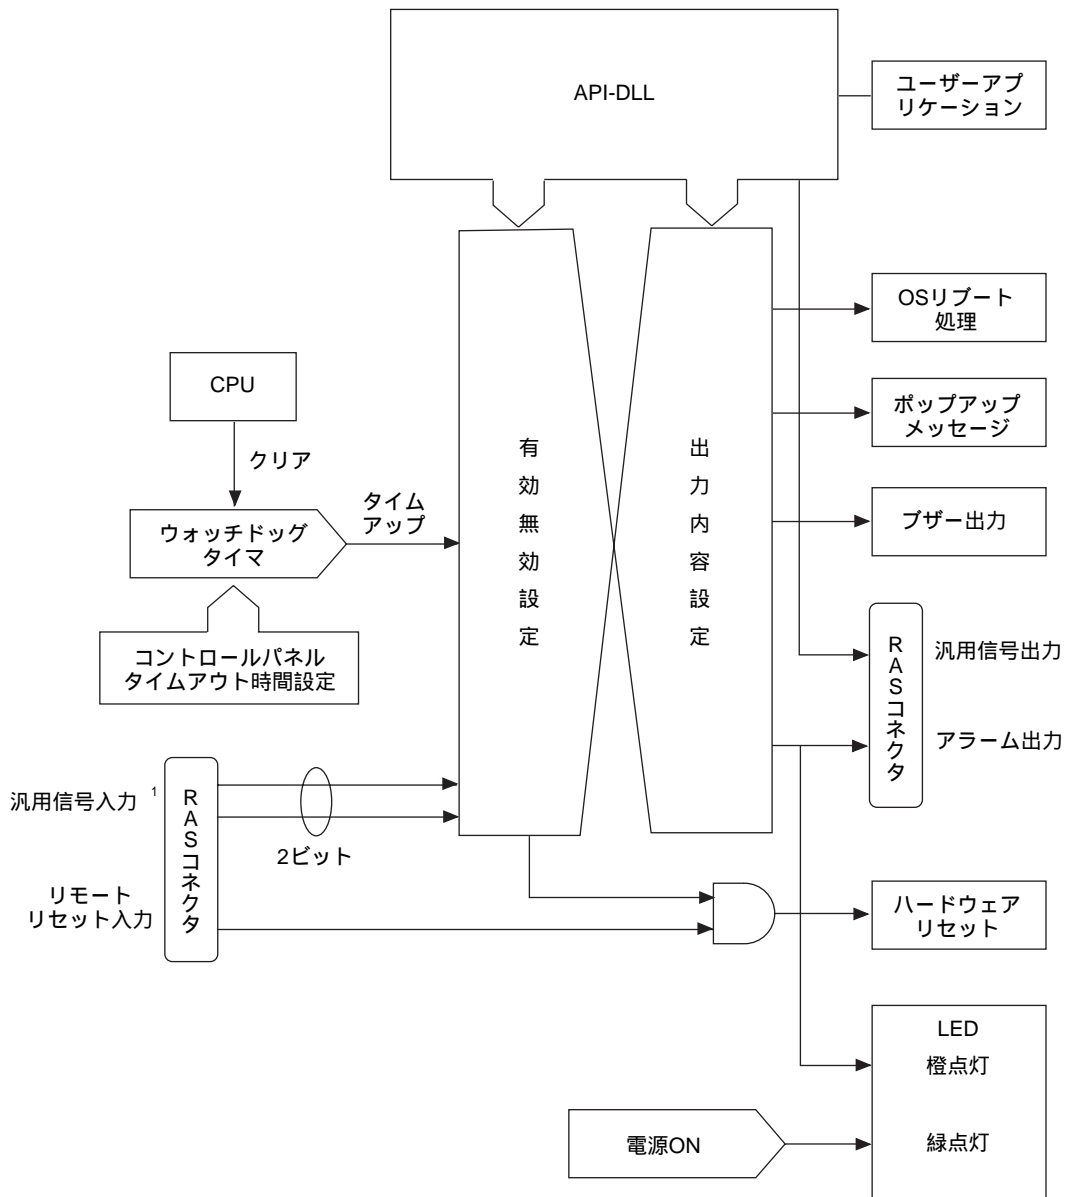 API-DLL
ユーザーアプ
リケーション
OSリブート
処理
CPU
ポップアップ
メッセージ
クリア
有効無効設定
出力内容設定
タイム
アップ
ブザー出力
ウォッチドッグ
タイマ
コントロールパネル
タイムアウト時間設定
RASコネクタ
汎用信号出力
アラーム出力
汎用信号入力 1
RASコネクタ
2ビット
リモート
リセット入力
ハードウェア
リセット
LED
橙点灯
電源ON
緑点灯